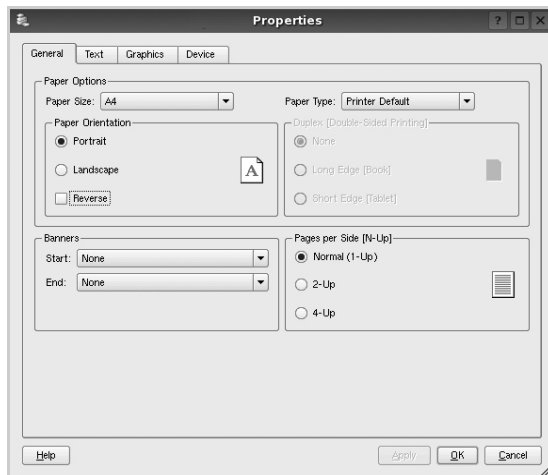 Properties
General Text Graphics Device
Paper Options
Paper Size: A4 Paper Type: Printer Default
Paper Orientation
Portrait
Landscape
Reverse
A
Duplex [Double-Sided Printing]
None
Long Edge [Book]
Short Edge [Tablet]
Banners
Start: None
End: None
Pages per Side [N-Up]
Normal (1-Up)
2-Up
4-Up
Help Apply OK Cancel